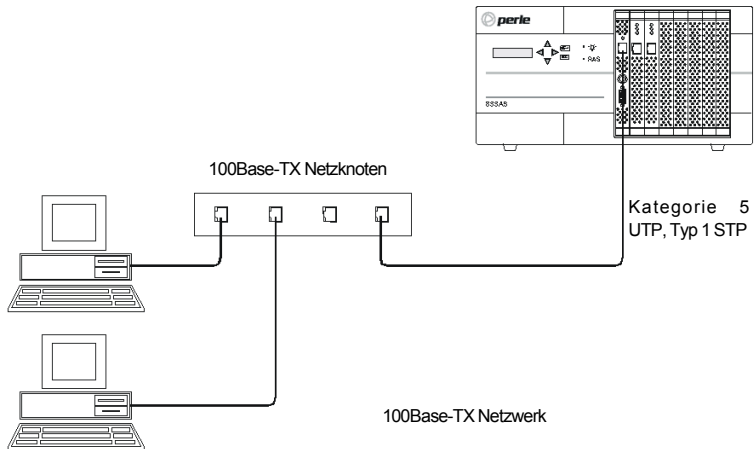 perle
RAS
833AS
100Base-TX Netzknoten
Kategorie 5
UTP, Typ 1 STP
100Base-TX Netzwerk